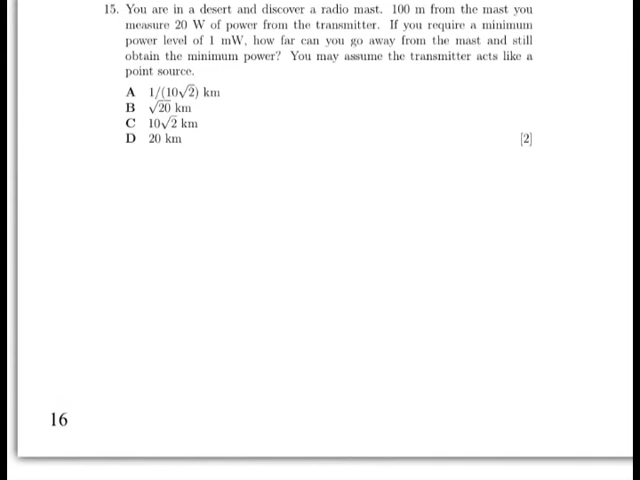 15. You are in a desert and discover a radio mast. 100 m from the mast you
measure 20 W of power from the transmitter. If you require a minimum
power level of 1 mW, how far can you go away from the mast and still
obtain the minimum power? You may assume the transmitter acts like a
point source.
A 1/(10√2) km
B √20 km
C 10√2 km
D 20 km [2]
16